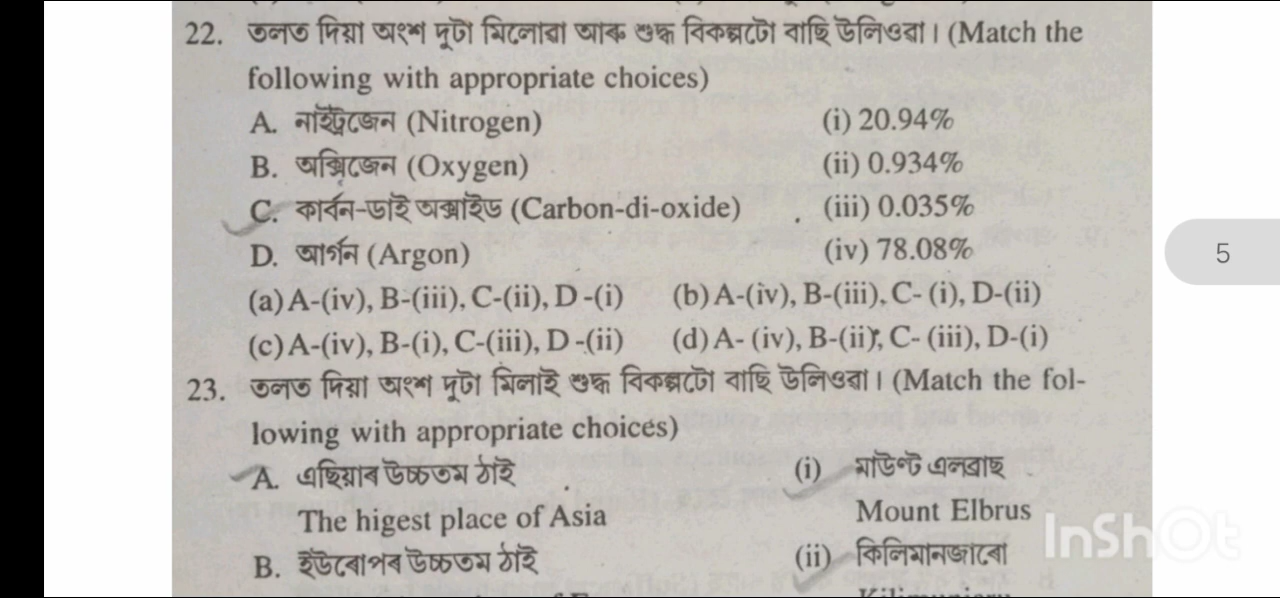 22. তলত দিয়া অংশ দুটা মিলোৱা আৰু শুদ্ধ বিকল্পটো বাছি উলিওৱা। (Match the
following with appropriate choices)
A. নাইট্ৰজেন (Nitrogen) (i) 20.94%
B. অক্সিজেন (Oxygen) (ii) 0.934%
C. কাৰ্বন-ডাই অক্সাইড (Carbon-di-oxide) (iii) 0.035%
D. আৰ্গন (Argon) (iv) 78.08%
(a) A-(iv), B-(iii), C-(ii), D -(i) (b) A-(iv), B-(iii), C- (i), D-(ii)
(c) A-(iv), B-(i), C-(iii), D -(ii) (d) A- (iv), B-(ii), C- (iii), D-(i)
23. তলত দিয়া অংশ দুটা মিলাই শুদ্ধ বিকল্পটো বাছি উলিওৱা। (Match the fol-
lowing with appropriate choices)
A. এছিয়াৰ উচ্চতম ঠাই (i) মাউণ্ট এলব্ৰাছ
The higest place of Asia Mount Elbrus
B. ইউৰোপৰ উচ্চতম ঠাই (ii) কিলিমানজাৰো
5
InShOt